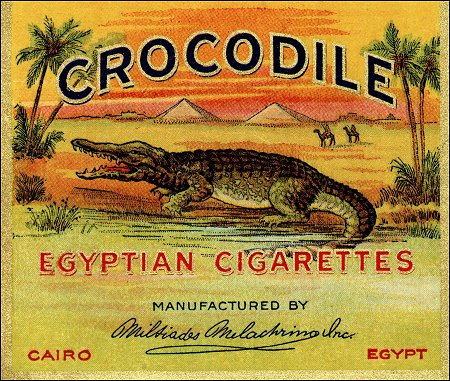 CROCODILE
EGYPTIAN CIGARETTES
MANUFACTURED BY
Miltiades Melachrino Inc.
CAIRO EGYPT